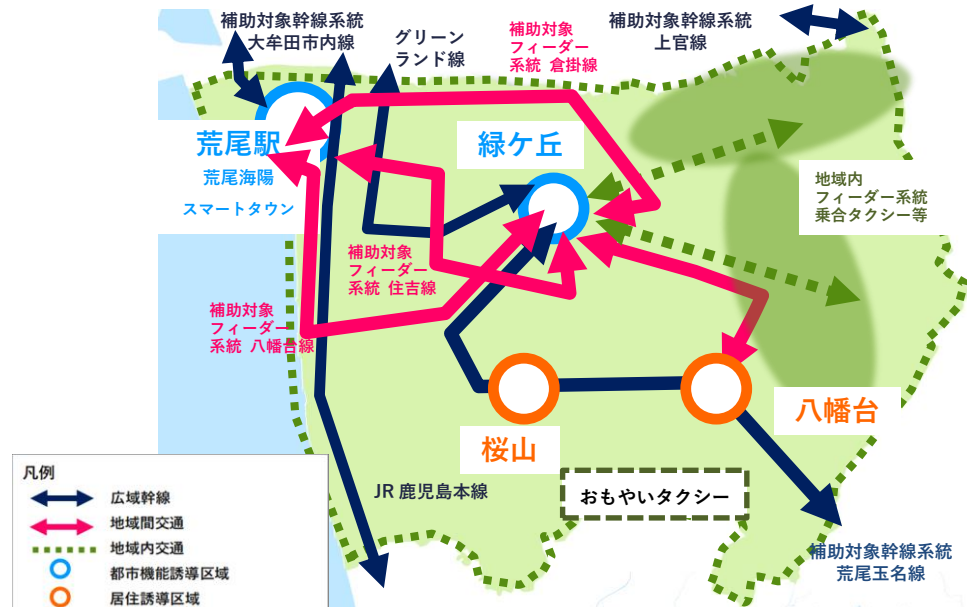 補助対象幹線系統
大牟田市内線
グリーン
ランド線
補助対象
フィーダー
系統 倉掛線
補助対象幹線系統
上官線
荒尾駅
荒尾海陽
スマートタウン
緑ケ丘
地域内
フィーダー系統
乗合タクシー等
補助対象
フィーダー
系統 住吉線
補助対象
フィーダー
系統 八幡台線
桜山
八幡台
JR 鹿児島本線
おもやいタクシー
補助対象幹線系統
荒尾玉名線
凡例
広域幹線
地域間交通
地域内交通
都市機能誘導区域
居住誘導区域